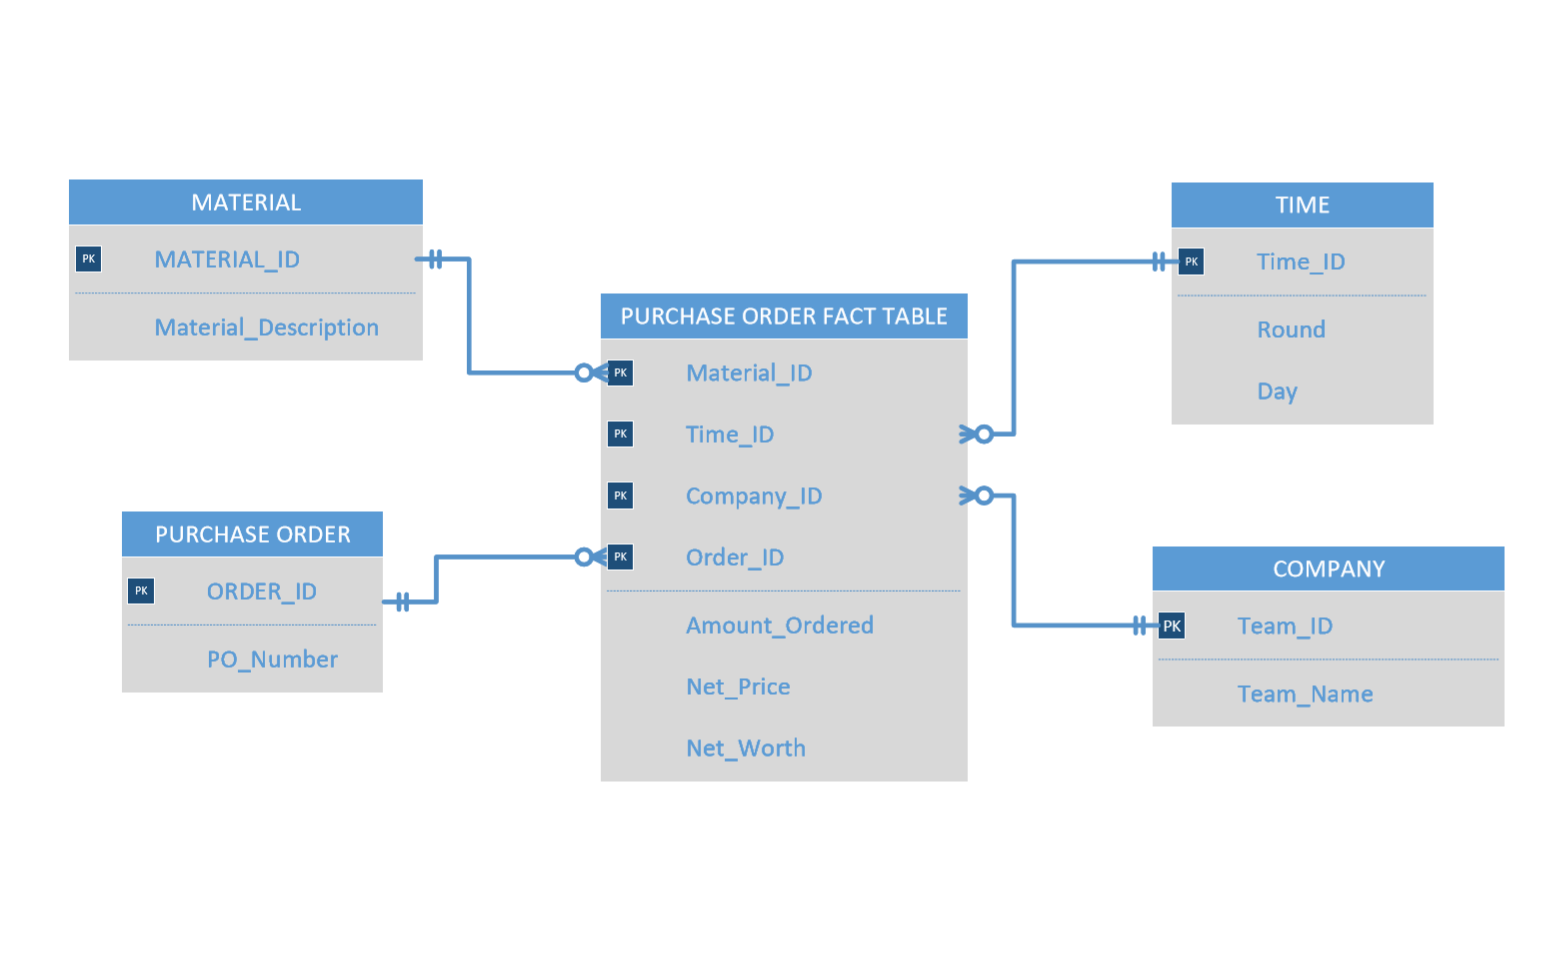 MATERIAL
PK MATERIAL_ID
Material_Description
PURCHASE ORDER
PK ORDER_ID
PO_Number
PURCHASE ORDER FACT TABLE
PK Material_ID
PK Time_ID
PK Company_ID
PK Order_ID
Amount_Ordered
Net_Price
Net_Worth
TIME
PK Time_ID
Round
Day
COMPANY
PK Team_ID
Team_Name